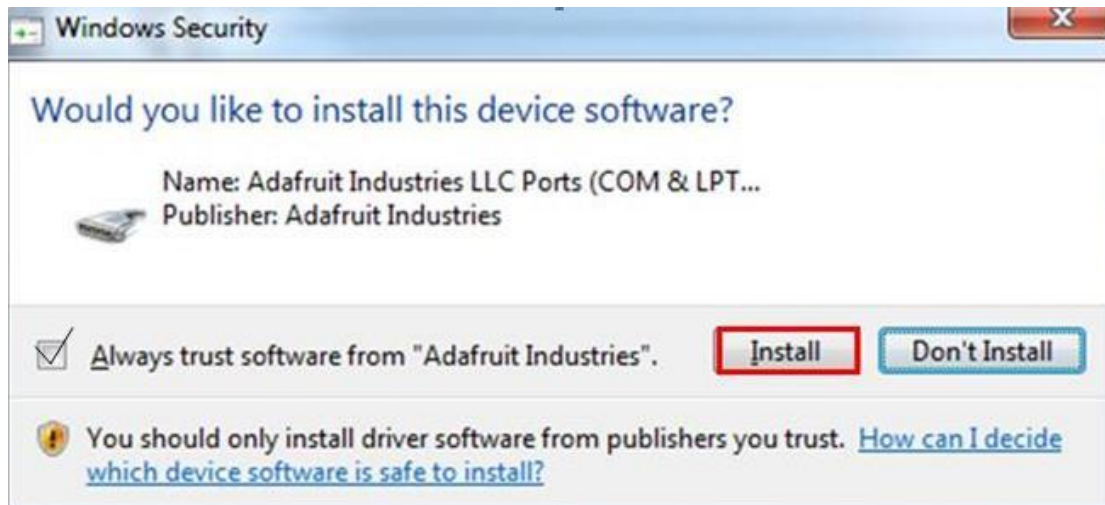 Windows Security
Would you like to install this device software?
Name: Adafruit Industries LLC Ports (COM & LPT...
Publisher: Adafruit Industries
Always trust software from "Adafruit Industries".
Install
Don't Install
You should only install driver software from publishers you trust. How can I decide
which device software is safe to install?